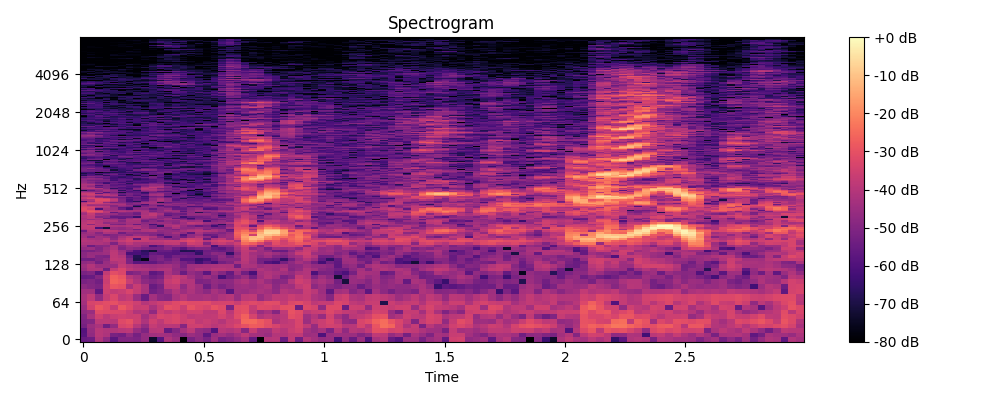 Spectrogram
Hz
4096
2048
1024
512
256
128
64
0
0
0.5
1
1.5
2
2.5
Time
+0 dB
-10 dB
-20 dB
-30 dB
-40 dB
-50 dB
-60 dB
-70 dB
-80 dB